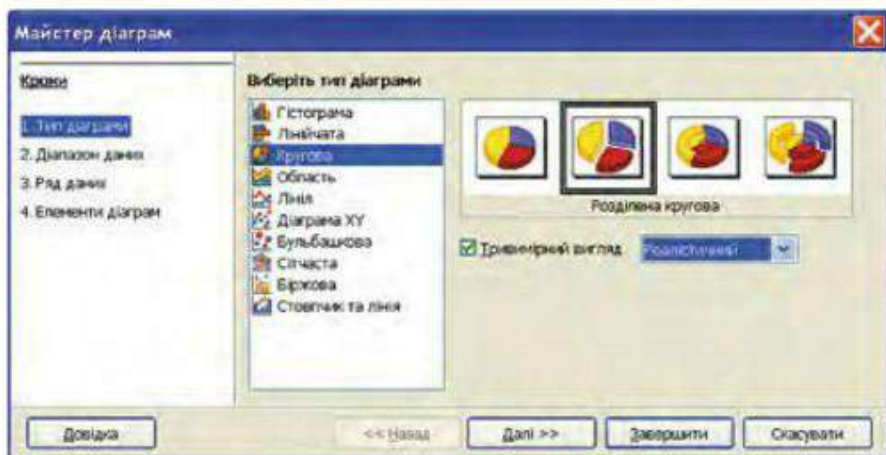 Майстер діаграм
Кроки
1. Тип діаграми
2. Діапазон даних
3. Ряд даних
4. Елементи діаграм
Виберіть тип діаграми
Гістограма
Лінійчата
Кругова
Область
Лінія
Діаграма XY
Бульбашкова
Сітчаста
Біржова
Стовпчик та лінія
Розділена кругова
Тривимірний вигляд Реалістичний
Довідка
<< Назад
Далі >>
Завершити
Скасувати